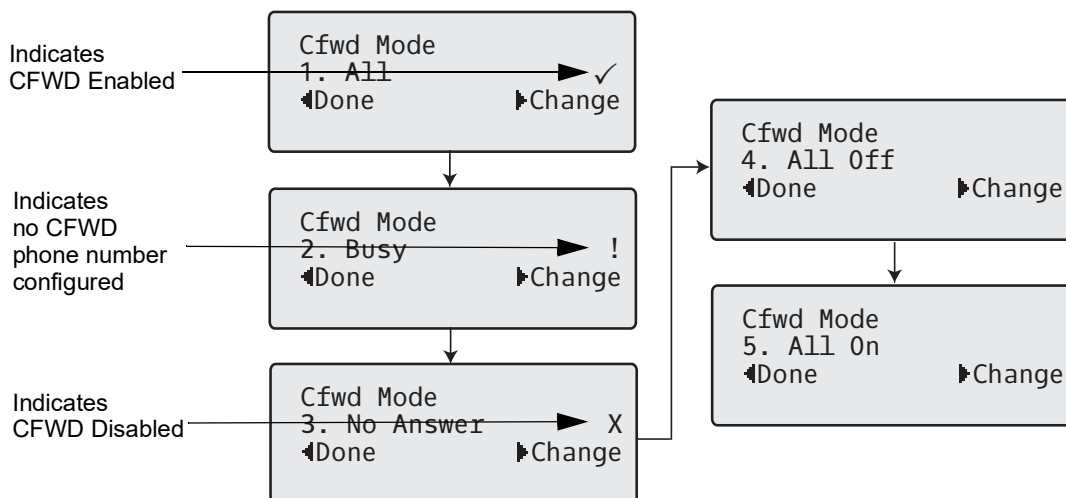 Indicates
CFWD Enabled
Cfwd Mode
1. All ✓
◀Done ▶Change
Indicates
no CFWD
phone number
configured
Cfwd Mode
2. Busy !
◀Done ▶Change
Indicates
CFWD Disabled
Cfwd Mode
3. No Answer X
◀Done ▶Change
Cfwd Mode
4. All Off
◀Done ▶Change
Cfwd Mode
5. All On
◀Done ▶Change